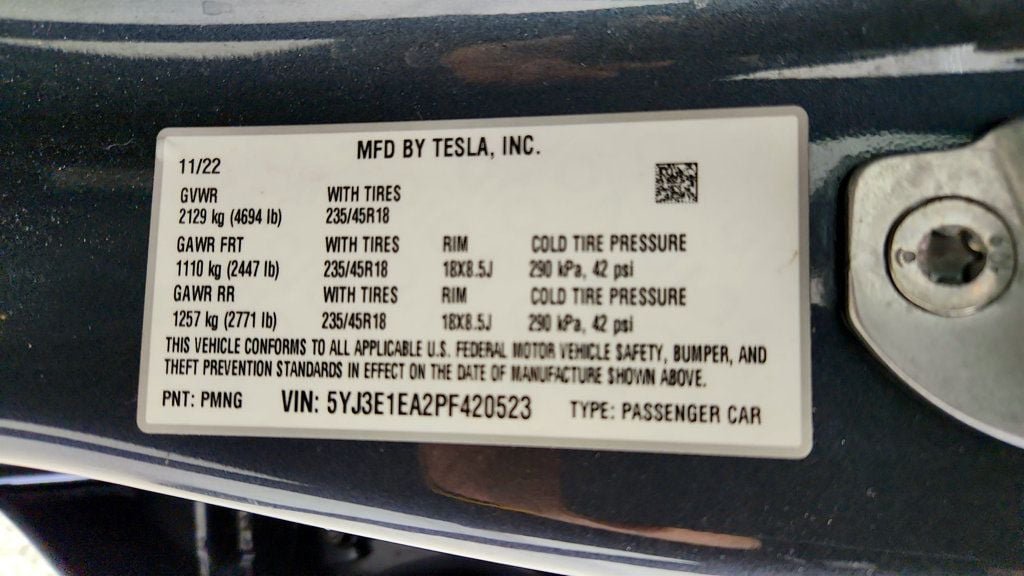 MFD BY TESLA, INC.
11/22
GVWR WITH TIRES
2129 kg (4694 lb) 235/45R18
GAWR FRT WITH TIRES RIM COLD TIRE PRESSURE
1110 kg (2447 lb) 235/45R18 18X8.5J 290 kPa, 42 psi
GAWR RR WITH TIRES RIM COLD TIRE PRESSURE
1257 kg (2771 lb) 235/45R18 18X8.5J 290 kPa, 42 psi
THIS VEHICLE CONFORMS TO ALL APPLICABLE U.S. FEDERAL MOTOR VEHICLE SAFETY, BUMPER, AND
THEFT PREVENTION STANDARDS IN EFFECT ON THE DATE OF MANUFACTURE SHOWN ABOVE.
PNT: PMNG VIN: 5YJ3E1EA2PF420523 TYPE: PASSENGER CAR